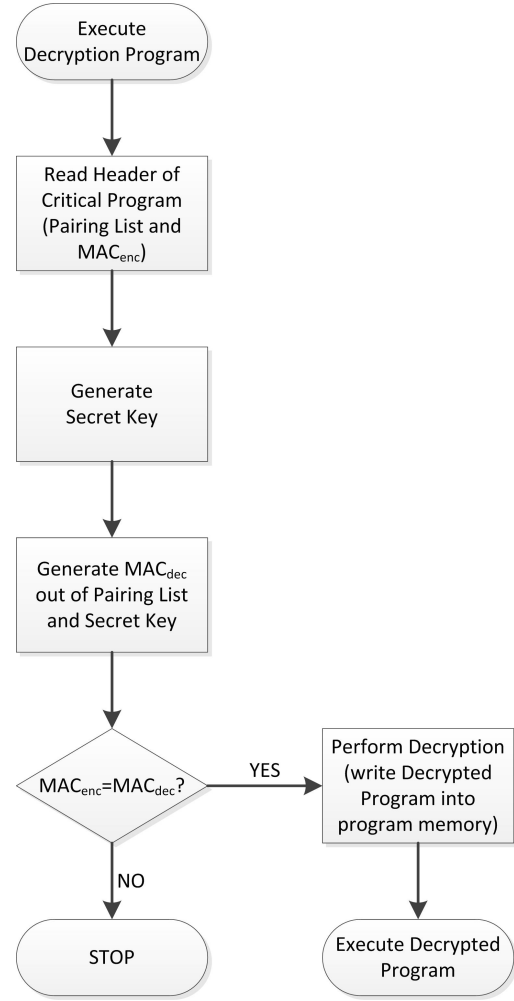 Execute
Decryption Program
Read Header of
Critical Program
(Pairing List and
MACenc)
Generate
Secret Key
Generate MACdec
out of Pairing List
and Secret Key
MACenc=MACdec?
YES
Perform Decryption
(write Decrypted
Program into
program memory)
NO
STOP
Execute Decrypted
Program